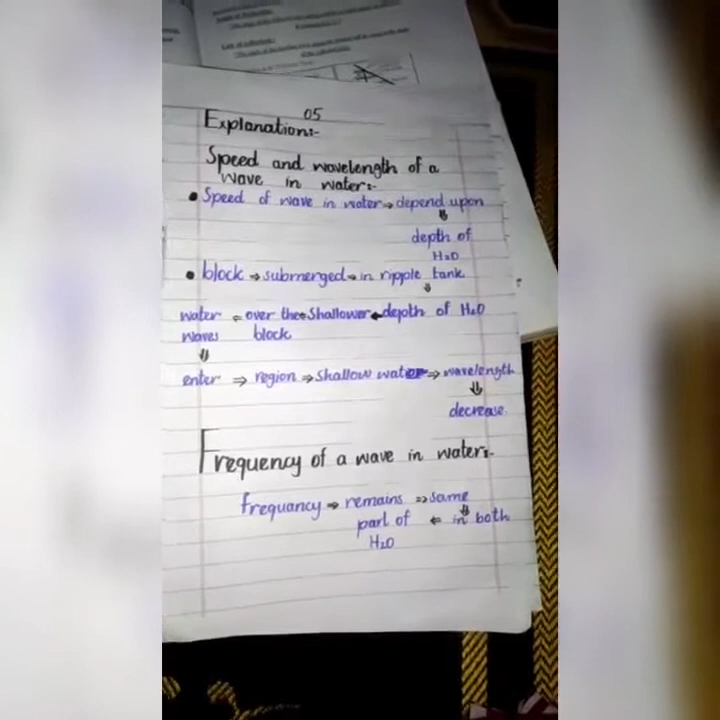 05
Explanation:-
Speed and wavelength of a
wave in water:-
• Speed of wave in water → depend upon
⇓
depth of
H₂O
• block → submerged → in ripple tank
⇓
water ← over the ← Shallower ← depth of H₂O
waves block
⇓
enter ⇒ region ⇒ shallow water ⇒ wavelength
⇓
decrease.
Frequency of a wave in water:-
frequancy → remains ⇒ same
⇓
part of ⇐ in both
H₂O